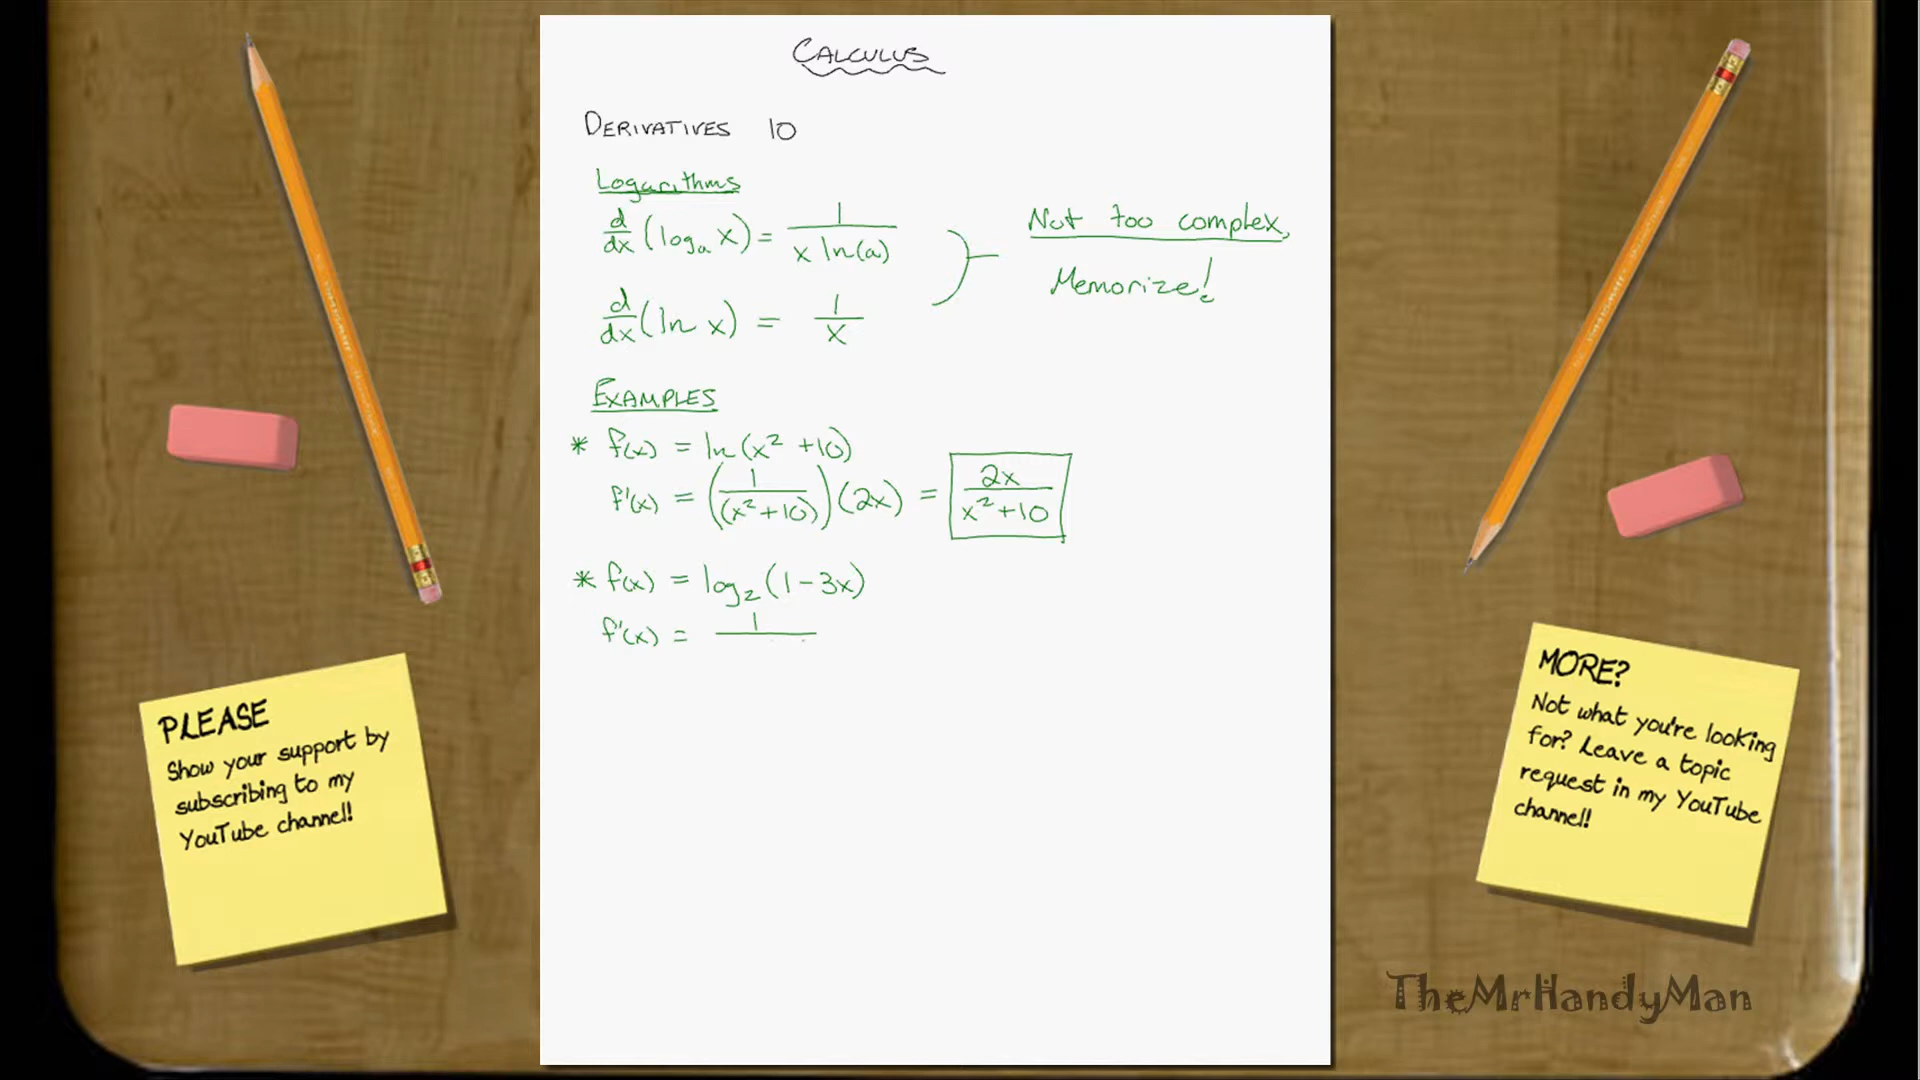 CALCULUS
DERIVATIVES 10
Logarithms
d/dx (logₐ x) = 1/(x ln(a))
d/dx (ln x) = 1/x
Not too complex,
Memorize!
EXAMPLES
* f(x) = ln(x² + 10)
f'(x) = (1/(x² + 10))(2x) = 2x/(x² + 10)
* f(x) = log₂(1 - 3x)
f'(x) = 1/
PLEASE
Show your support by
subscribing to my
YouTube channel!
MORE?
Not what you're looking
for? Leave a topic
request in my YouTube
channel!
TheMrHandyMan